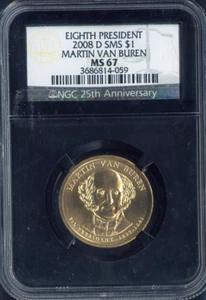 EIGHTH PRESIDENT
2008 D SMS $1
MARTIN VAN BUREN
MS 67
3686814-059
NGC 25th Anniversary
MARTIN VAN BUREN